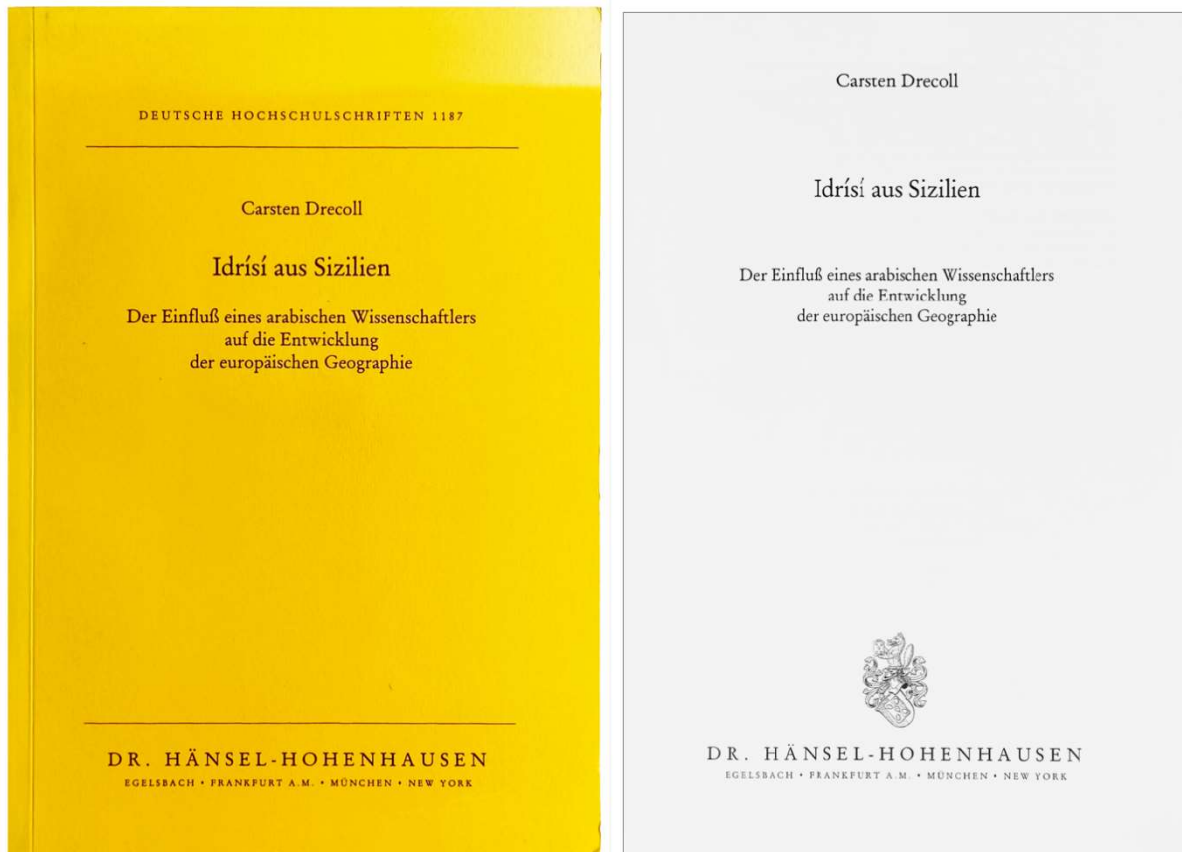 DEUTSCHE HOCHSCHULSCHRIFTEN 1187
Carsten Drecoll
Idrísí aus Sizilien
Der Einfluß eines arabischen Wissenschaftlers
auf die Entwicklung
der europäischen Geographie
DR. HÄNSEL-HOHENHAUSEN
EGELSBACH • FRANKFURT A.M. • MÜNCHEN • NEW YORK
Carsten Drecoll
Idrísí aus Sizilien
Der Einfluß eines arabischen Wissenschaftlers
auf die Entwicklung
der europäischen Geographie
DR. HÄNSEL-HOHENHAUSEN
EGELSBACH • FRANKFURT A.M. • MÜNCHEN • NEW YORK